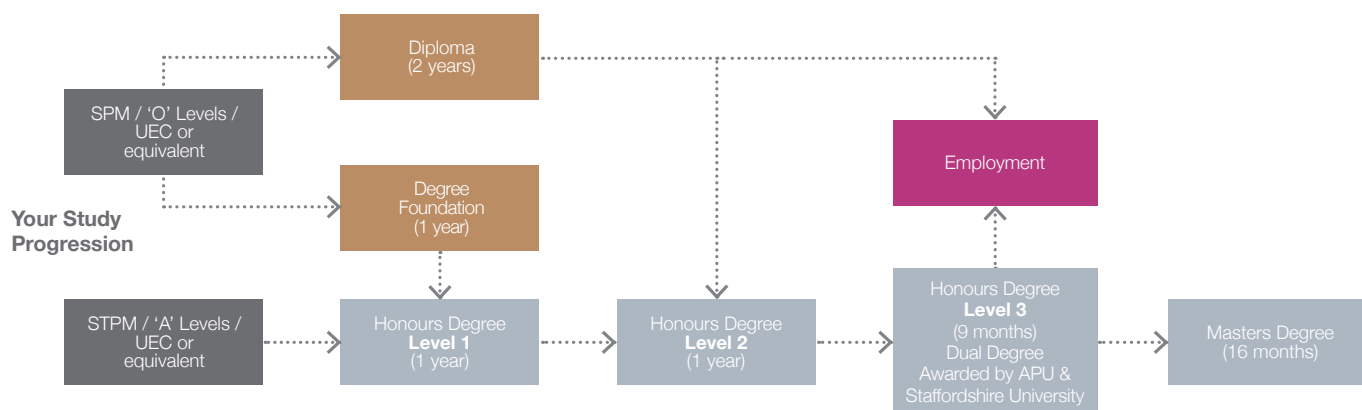 Diploma
(2 years)
SPM / ‘O’ Levels /
UEC or
equivalent
Employment
Degree
Foundation
(1 year)
Your Study
Progression
STPM / ‘A’ Levels /
UEC or
equivalent
Honours Degree
Level 1
(1 year)
Honours Degree
Level 2
(1 year)
Honours Degree
Level 3
(9 months)
Dual Degree
Awarded by APU &
Staffordshire University
Masters Degree
(16 months)